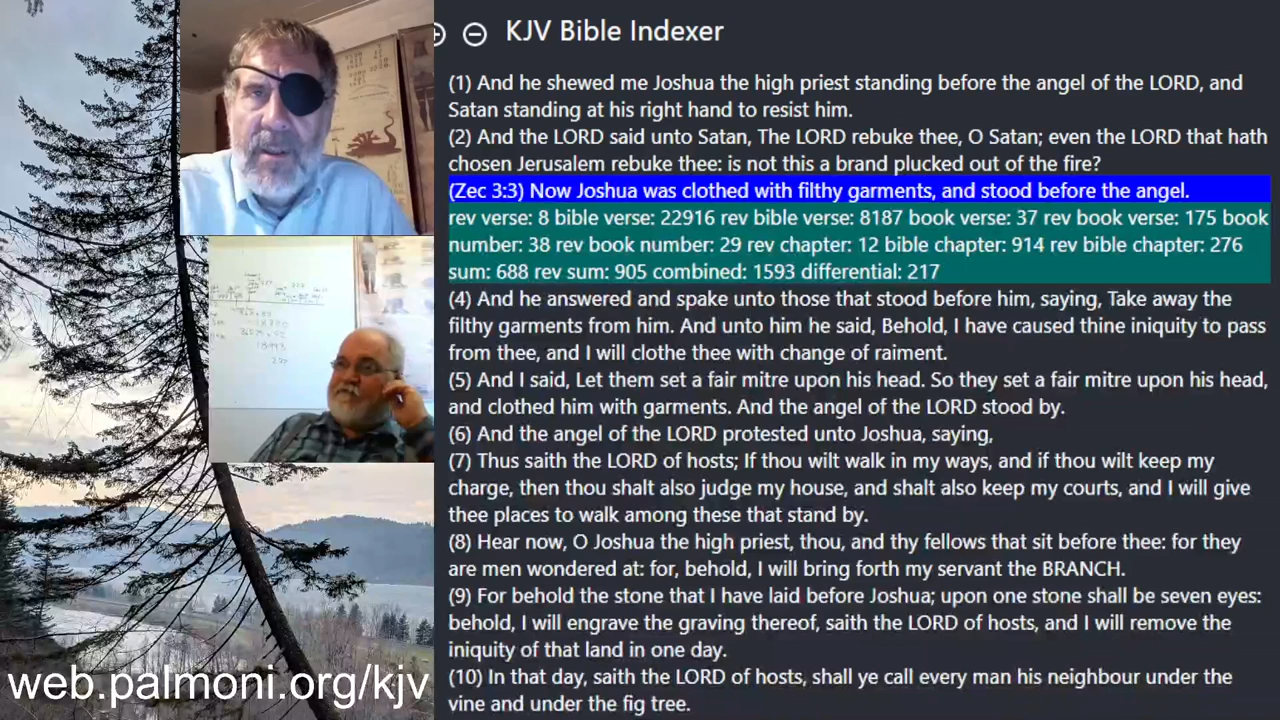 KJV Bible Indexer
(1) And he shewed me Joshua the high priest standing before the angel of the LORD, and
Satan standing at his right hand to resist him.
(2) And the LORD said unto Satan, The LORD rebuke thee, O Satan; even the LORD that hath
chosen Jerusalem rebuke thee: is not this a brand plucked out of the fire?
(Zec 3:3) Now Joshua was clothed with filthy garments, and stood before the angel.
rev verse: 8 bible verse: 22916 rev bible verse: 8187 book verse: 37 rev book verse: 175 book
number: 38 rev book number: 29 rev chapter: 12 bible chapter: 914 rev bible chapter: 276
sum: 688 rev sum: 905 combined: 1593 differential: 217
(4) And he answered and spake unto those that stood before him, saying, Take away the
filthy garments from him. And unto him he said, Behold, I have caused thine iniquity to pass
from thee, and I will clothe thee with change of raiment.
(5) And I said, Let them set a fair mitre upon his head. So they set a fair mitre upon his head,
and clothed him with garments. And the angel of the LORD stood by.
(6) And the angel of the LORD protested unto Joshua, saying,
(7) Thus saith the LORD of hosts; If thou wilt walk in my ways, and if thou wilt keep my
charge, then thou shalt also judge my house, and shalt also keep my courts, and I will give
thee places to walk among these that stand by.
(8) Hear now, O Joshua the high priest, thou, and thy fellows that sit before thee: for they
are men wondered at: for, behold, I will bring forth my servant the BRANCH.
(9) For behold the stone that I have laid before Joshua; upon one stone shall be seven eyes:
behold, I will engrave the graving thereof, saith the LORD of hosts, and I will remove the
iniquity of that land in one day.
(10) In that day, saith the LORD of hosts, shall ye call every man his neighbour under the
vine and under the fig tree.
web.palmoni.org/kjv